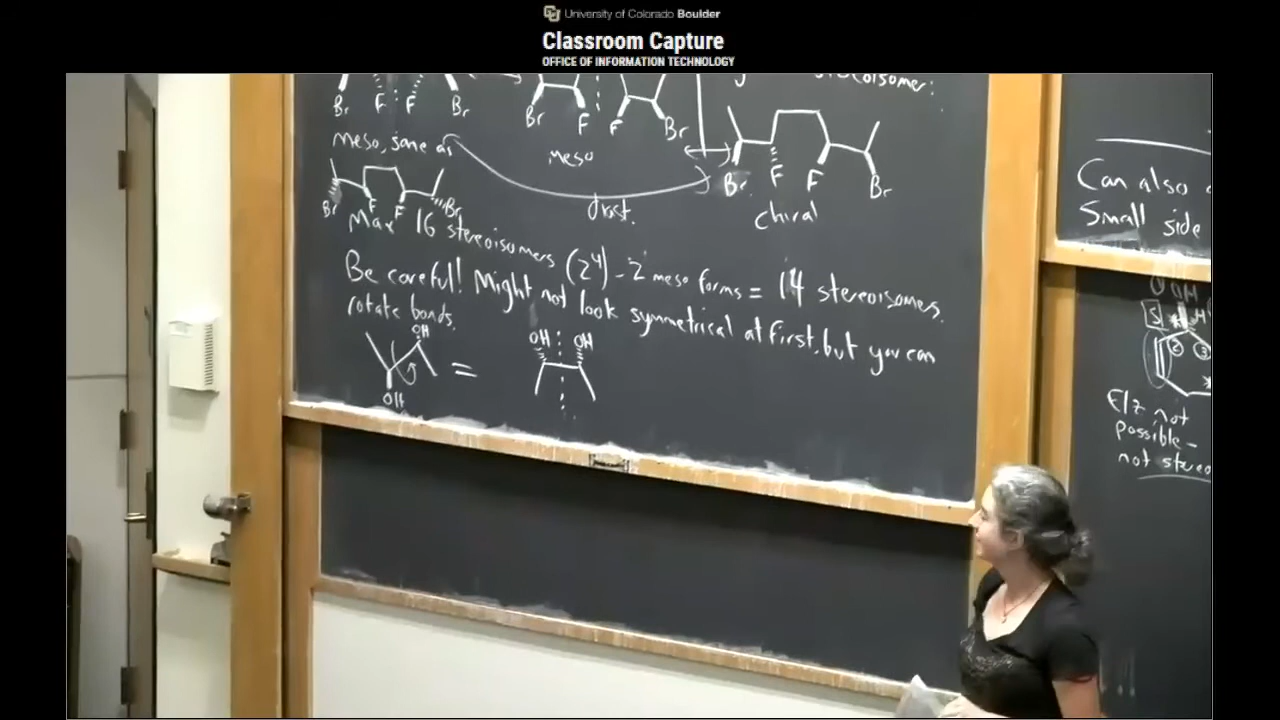 University of Colorado Boulder
Classroom Capture
OFFICE OF INFORMATION TECHNOLOGY
stereoisomer:
Br F F Br
Br F F Br
Br F F Br
meso, same as
meso
chiral
Br F F Br
Max 16 stereoisomers (2⁴) - 2 meso forms = 14 stereoisomers.
Be careful! Might not look symmetrical at first, but you can
rotate bonds.
OH
OH
=
OH OH
Can also
Small side
OH
S
2 3
E/Z not
possible -
not stereo